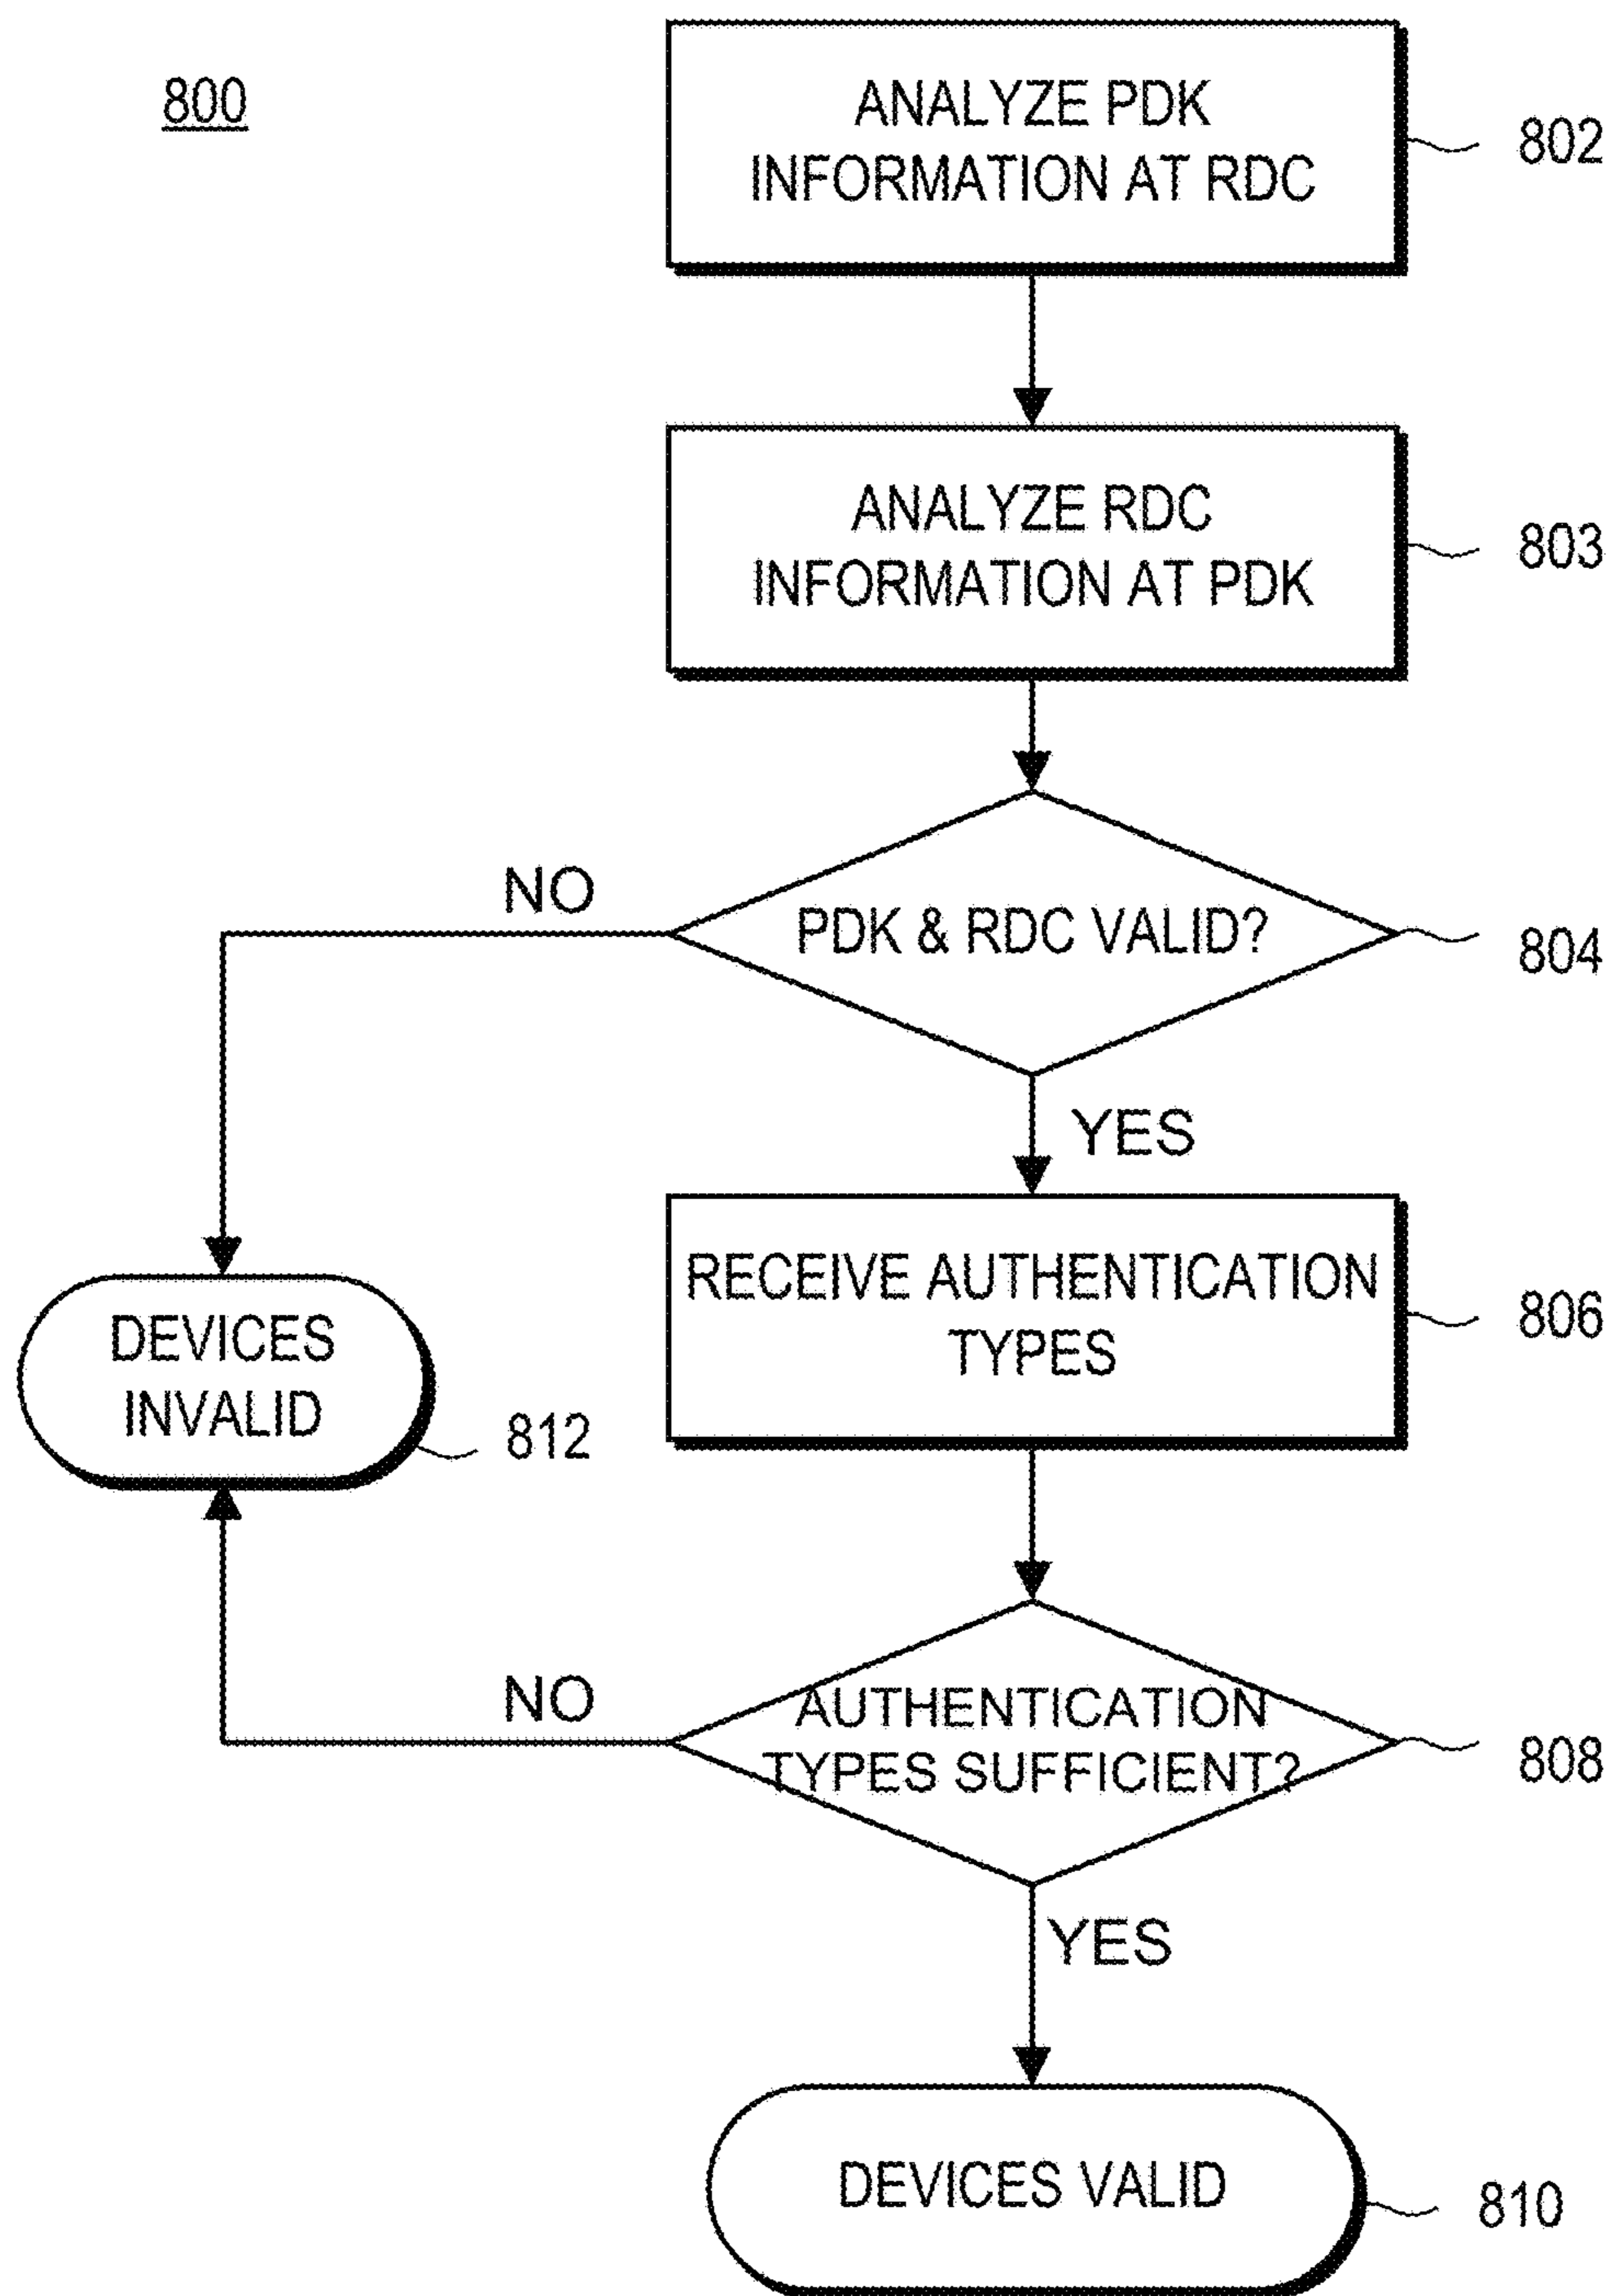 800
ANALYZE PDK
INFORMATION AT RDC
802
ANALYZE RDC
INFORMATION AT PDK
803
NO
PDK & RDC VALID?
804
YES
RECEIVE AUTHENTICATION
TYPES
806
DEVICES
INVALID
812
NO
AUTHENTICATION
TYPES SUFFICIENT?
808
YES
DEVICES VALID
810